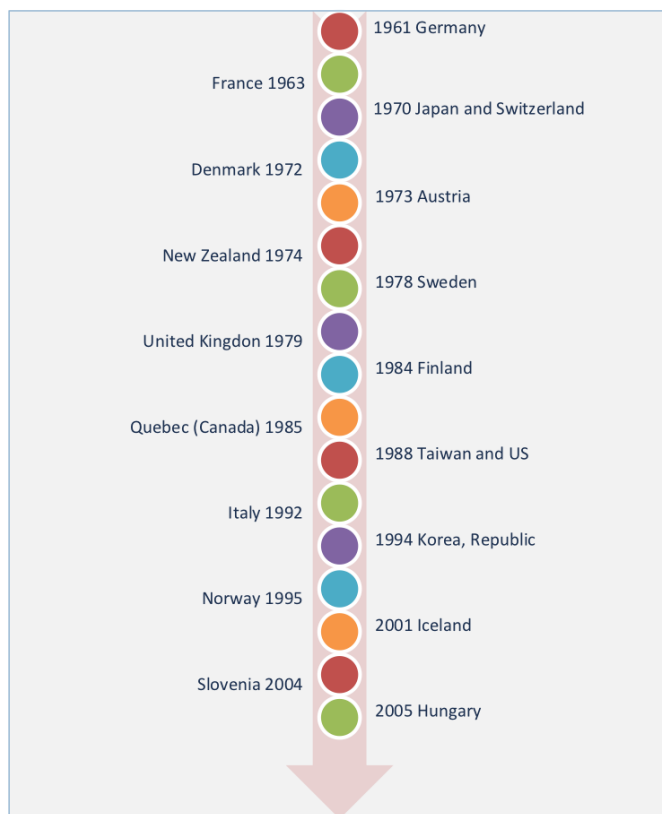 1961 Germany
France 1963
1970 Japan and Switzerland
Denmark 1972
1973 Austria
New Zealand 1974
1978 Sweden
United Kingdon 1979
1984 Finland
Quebec (Canada) 1985
1988 Taiwan and US
Italy 1992
1994 Korea, Republic
Norway 1995
2001 Iceland
Slovenia 2004
2005 Hungary